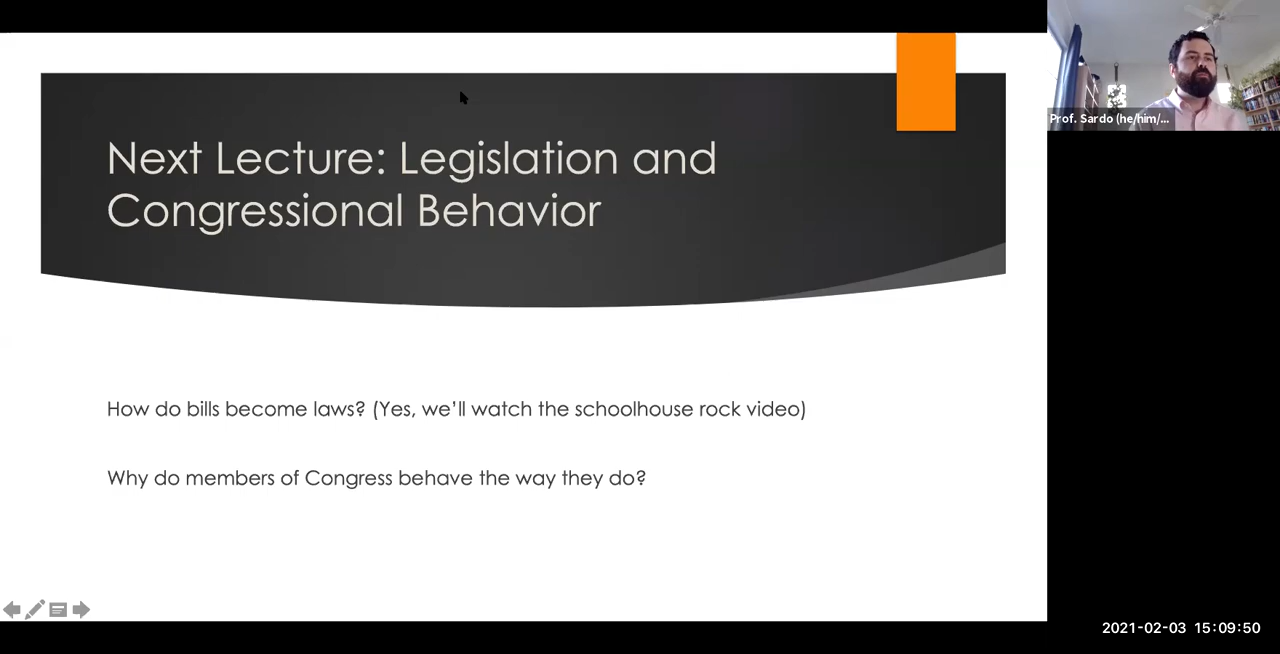 Next Lecture: Legislation and
Congressional Behavior
How do bills become laws? (Yes, we’ll watch the schoolhouse rock video)
Why do members of Congress behave the way they do?
Prof. Sardo (he/him/...
2021-02-03 15:09:50